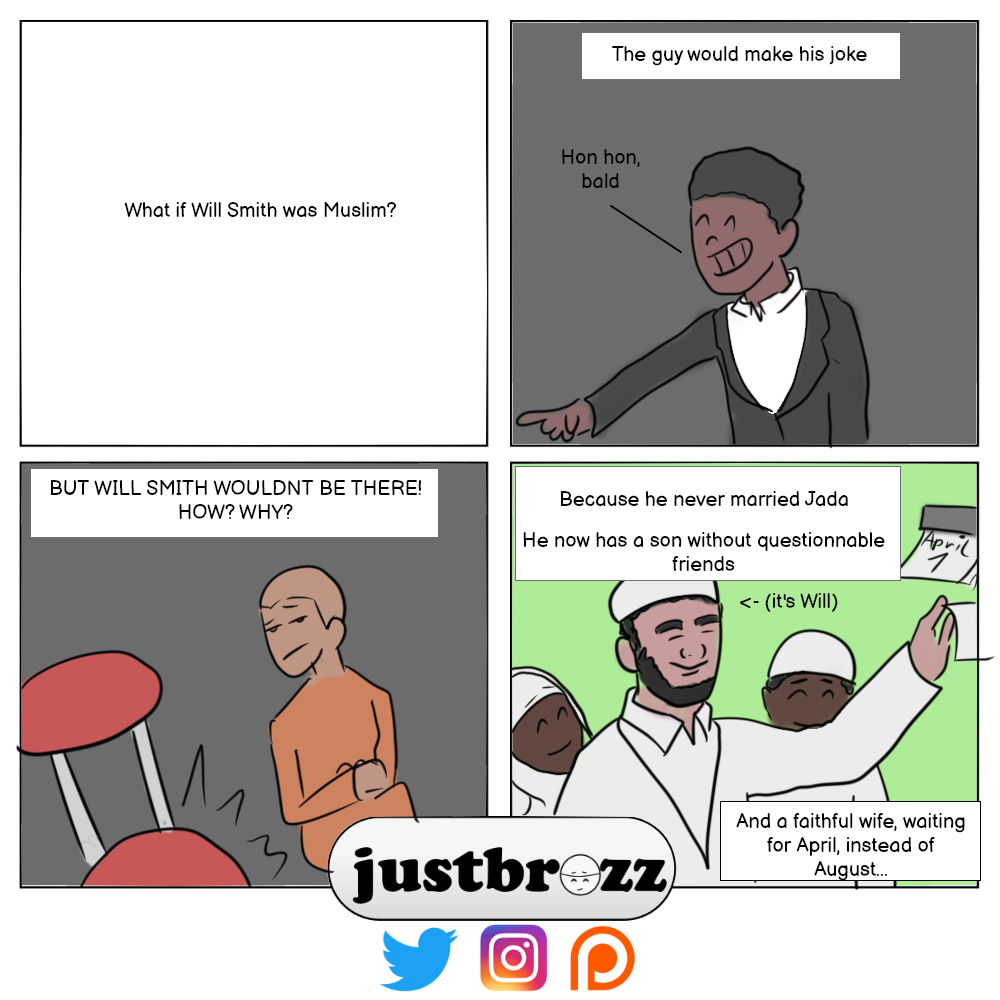 What if Will Smith was Muslim?
The guy would make his joke
Hon hon,
bald
BUT WILL SMITH WOULDNT BE THERE!
HOW? WHY?
Because he never married Jada
He now has a son without questionnable
friends
April
1
<- (it's Will)
And a faithful wife, waiting
for April, instead of
August...
justbrozz